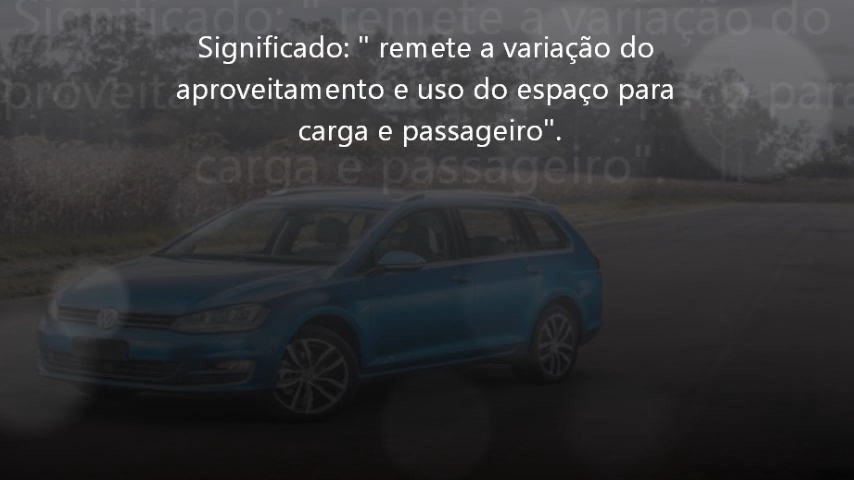 Significado: " remete a variação do
aproveitamento e uso do espaço para
carga e passageiro".